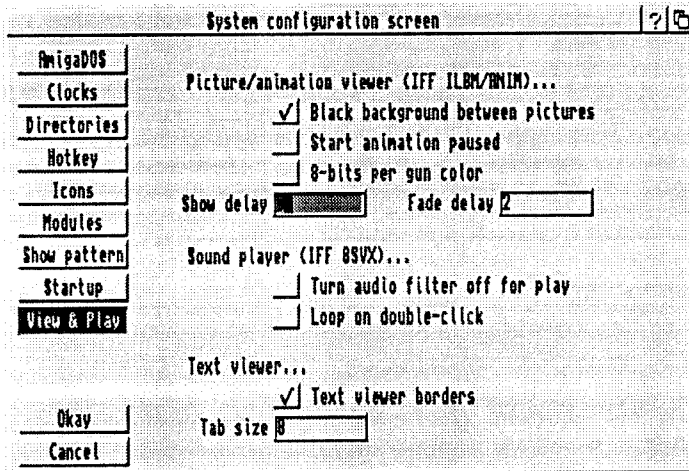 System configuration screen ?
AmigaDOS
Clocks
Directories
Hotkey
Icons
Modules
Show pattern
Startup
View & Play
Okay
Cancel
Picture/animation viewer (IFF ILBM/ANIM)...
Black background between pictures
Start animation paused
8-bits per gun color
Show delay Fade delay 2
Sound player (IFF 8SVX)...
Turn audio filter off for play
Loop on double-click
Text viewer...
Text viewer borders
Tab size 8